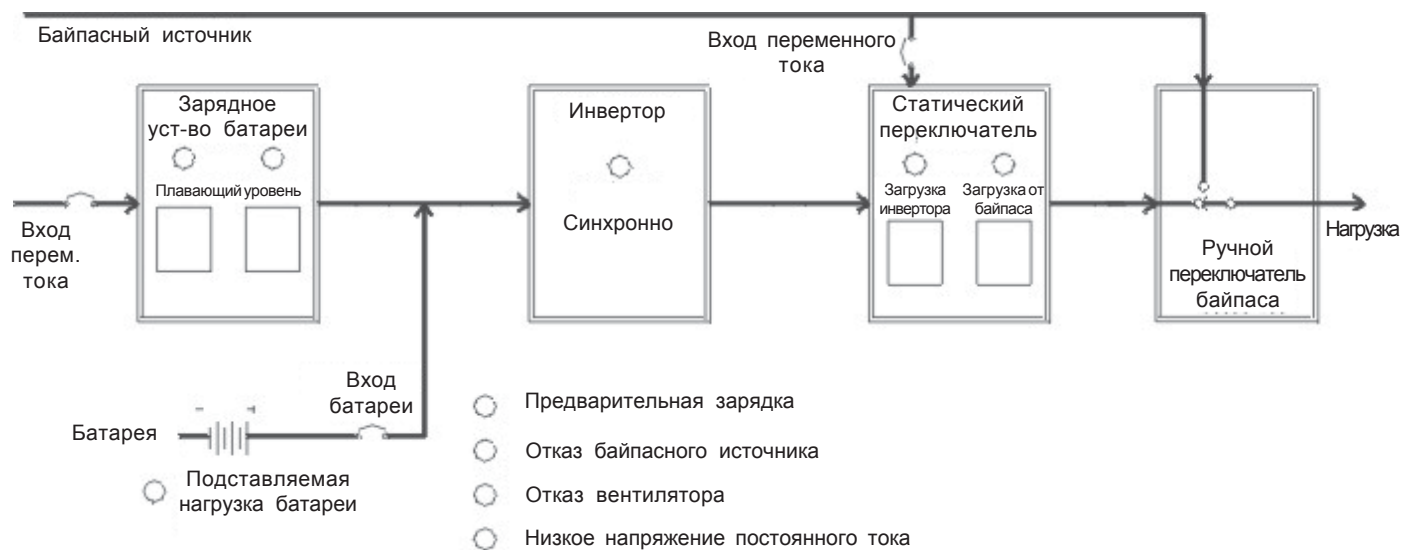 Байпасный источник
Вход переменного
тока
Зарядное
уст-во батареи
Плавающий уровень
Инвертор
Синхронно
Статический
переключатель
Загрузка
инвертора
Загрузка от
байпаса
Ручной
переключатель
байпаса
Нагрузка
Вход
перем.
тока
Вход
батареи
Батарея
Подставляемая
нагрузка батареи
Предварительная зарядка
Отказ байпасного источника
Отказ вентилятора
Низкое напряжение постоянного тока